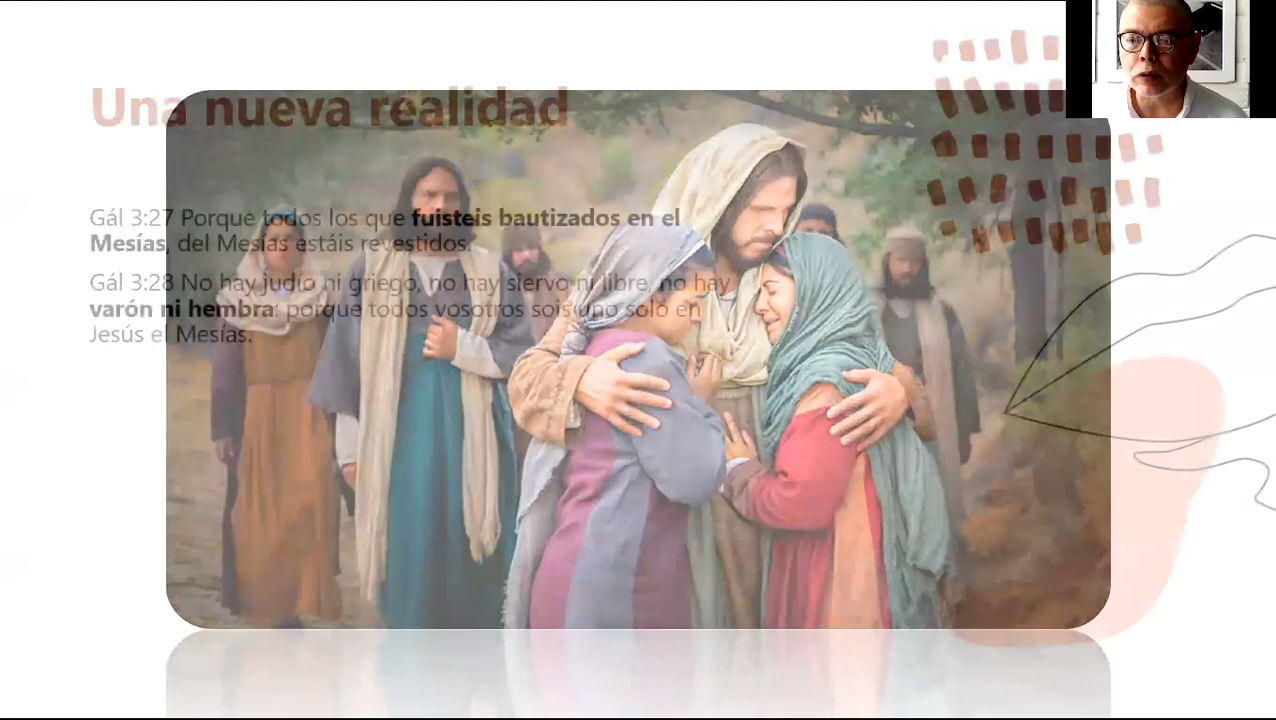 Una nueva realidad
Gál 3:27 Porque todos los que fuisteis bautizados en el
Mesías, del Mesías estáis revestidos.
Gál 3:28 No hay judío ni griego, no hay siervo ni libre, no hay
varón ni hembra: porque todos vosotros sois uno solo en
Jesús el Mesías.